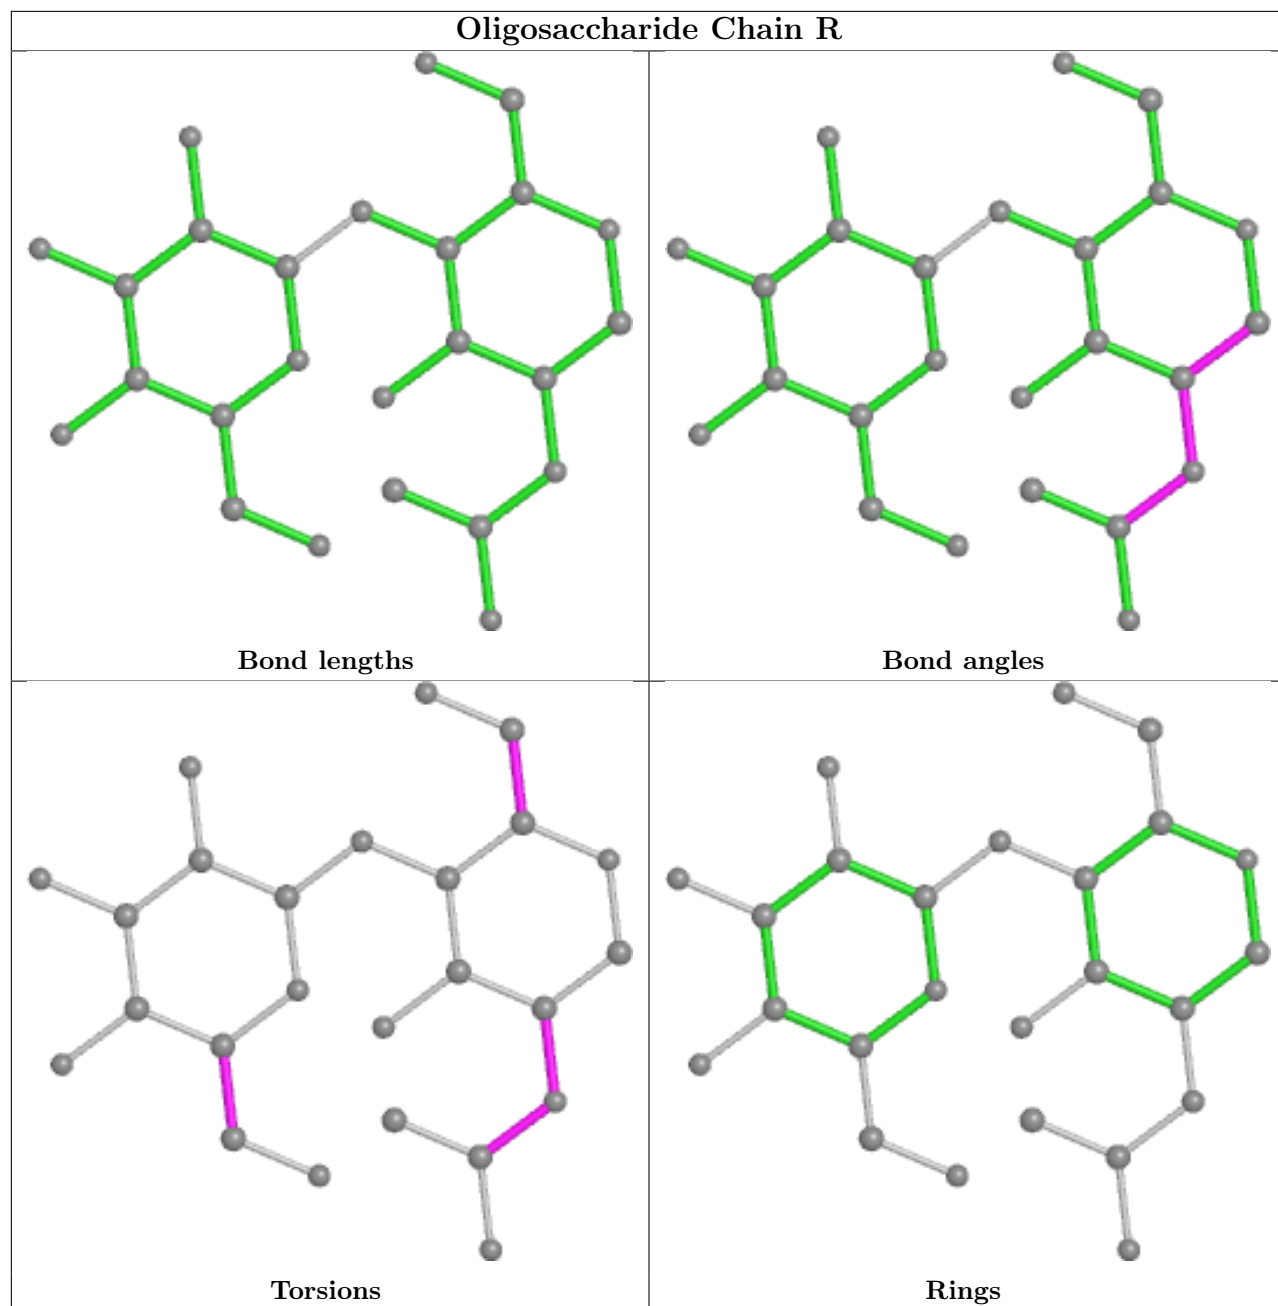 Oligosaccharide Chain R
Bond lengths
Bond angles
Torsions
Rings